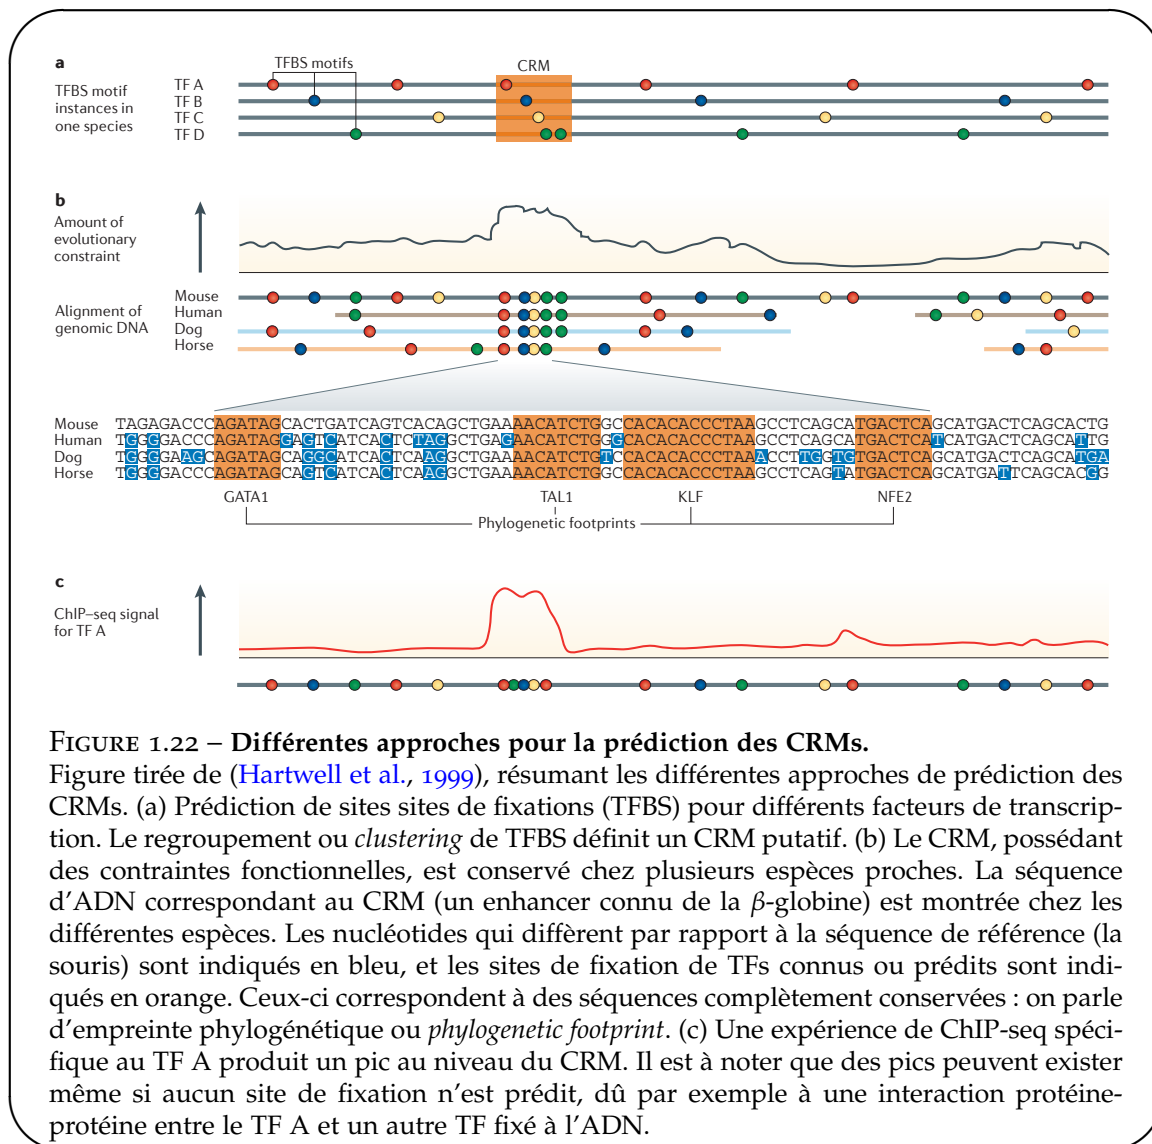 a
TFBS motif
instances in
one species
TFBS motifs
CRM
TF A
TF B
TF C
TF D
b
Amount of
evolutionary
constraint
Alignment of
genomic DNA
Mouse
Human
Dog
Horse
Mouse TAGAGACCCAGATAGCACTGATCAGTCACAGCTGAAAACATCTGGCCACACACCCTAAGCCTCAGCATGACTCAGCATGACTCAGCACTG
Human TGGGGACCCAGATAGGAGTCATCACTCTAGGCTGAGAACATCTGGGCACACACCCTAAGCCTCAGCATGACTCATCATGACTCAGCATTG
Dog TGGGGAAGCAGATAGCAGGCATCACTCAAGGCTGAAAACATCTGTCCACACACCCTAAACCTTGGTGTGACTCAGCATGACTCAGCATGA
Horse TGGGGACCCAGATAGCAGTCATCACTCAAGGCTGAAAACATCTGGCCACACACCCTAAGCCTCAGTATGACTCAGCATGATTCAGCACGG
GATA1 TAL1 KLF NFE2
Phylogenetic footprints
c
ChIP–seq signal
for TF A
FIGURE 1.22 – Différentes approches pour la prédiction des CRMs.
Figure tirée de (Hartwell et al., 1999), résumant les différentes approches de prédiction des
CRMs. (a) Prédiction de sites sites de fixations (TFBS) pour différents facteurs de transcrip-
tion. Le regroupement ou clustering de TFBS définit un CRM putatif. (b) Le CRM, possédant
des contraintes fonctionnelles, est conservé chez plusieurs espèces proches. La séquence
d'ADN correspondant au CRM (un enhancer connu de la β-globine) est montrée chez les
différentes espèces. Les nucléotides qui diffèrent par rapport à la séquence de référence (la
souris) sont indiqués en bleu, et les sites de fixation de TFs connus ou prédits sont indi-
qués en orange. Ceux-ci correspondent à des séquences complètement conservées : on parle
d'empreinte phylogénétique ou phylogenetic footprint. (c) Une expérience de ChIP-seq spéci-
fique au TF A produit un pic au niveau du CRM. Il est à noter que des pics peuvent exister
même si aucun site de fixation n'est prédit, dû par exemple à une interaction protéine-
protéine entre le TF A et un autre TF fixé à l'ADN.